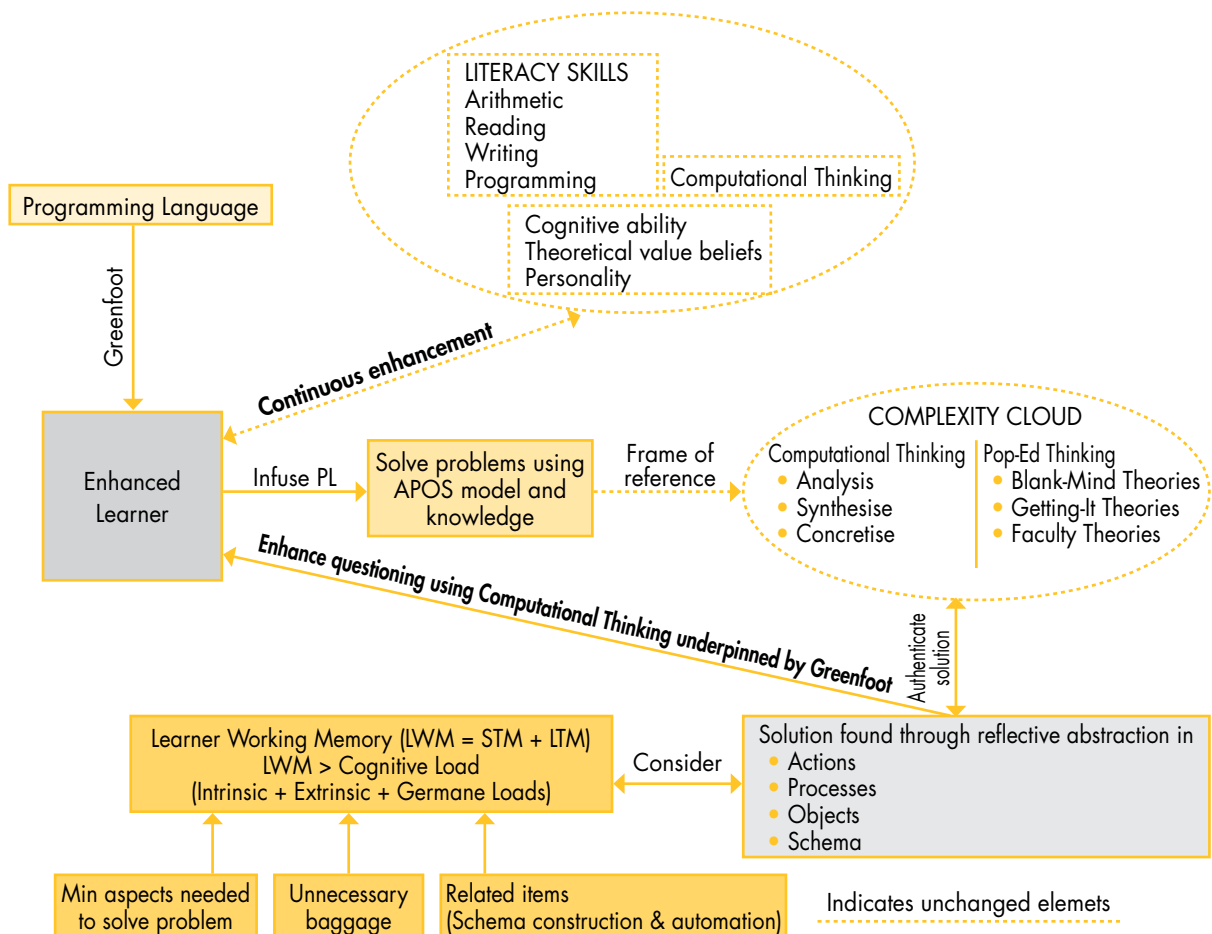 LITERACY SKILLS
Arithmetic
Reading
Writing
Programming
Computational Thinking
Cognitive ability
Theoretical value beliefs
Personality
Programming Language
Greenfoot
Continuous enhancement
Enhanced
Learner
Infuse PL
Solve problems using
APOS model and
knowledge
Frame of
reference
COMPLEXITY CLOUD
Computational Thinking
• Analysis
• Synthesise
• Concretise
Pop-Ed Thinking
• Blank-Mind Theories
• Getting-It Theories
• Faculty Theories
Enhance questioning using Computational Thinking underpinned by Greenfoot
Authenticate
solution
Learner Working Memory (LWM = STM + LTM)
LWM > Cognitive Load
(Intrinsic + Extrinsic + Germane Loads)
Consider
Solution found through reflective abstraction in
• Actions
• Processes
• Objects
• Schema
Min aspects needed
to solve problem
Unnecessary
baggage
Related items
(Schema construction & automation)
Indicates unchanged elemets